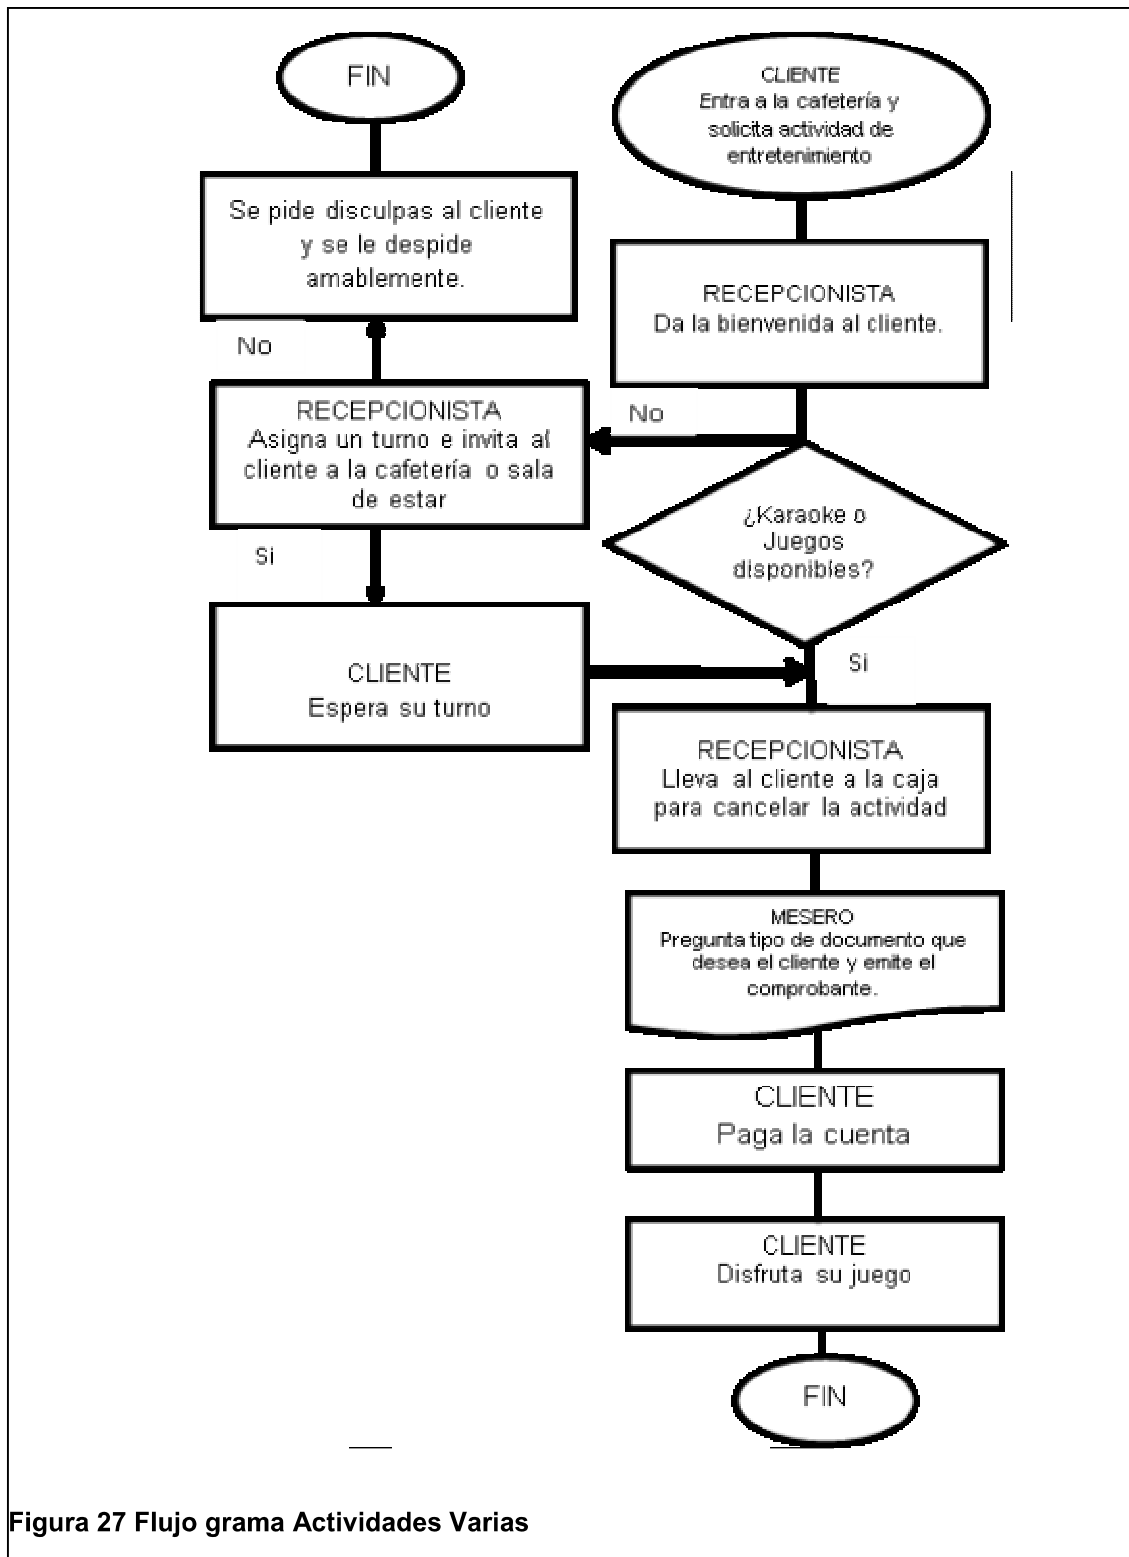 FIN
CLIENTE
Entra a la cafetería y
solicita actividad de
entretenimiento
Se pide disculpas al cliente
y se le despide
amablemente.
RECEPCIONISTA
Da la bienvenida al cliente.
No
RECEPCIONISTA
Asigna un turno e invita al
cliente a la cafetería o sala
de estar
No
¿Karaoke o
Juegos
disponibles?
Si
CLIENTE
Espera su turno
Si
RECEPCIONISTA
Lleva al cliente a la caja
para cancelar la actividad
MESERO
Pregunta tipo de documento que
desea el cliente y emite el
comprobante.
CLIENTE
Paga la cuenta
CLIENTE
Disfruta su juego
FIN
Figura 27 Flujo grama Actividades Varias